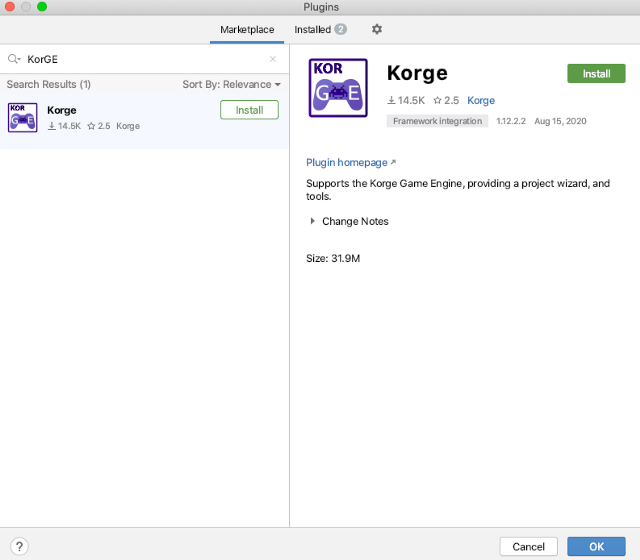 Plugins
Marketplace Installed 2
KorGE
Search Results (1) Sort By: Relevance
KOR
G E
Korge
Install
14.5K 2.5 Korge
KOR
G E
Korge
Install
14.5K 2.5 Korge
Framework integration 1.12.2.2 Aug 15, 2020
Plugin homepage
Supports the Korge Game Engine, providing a project wizard, and
tools.
Change Notes
Size: 31.9M
? Cancel OK